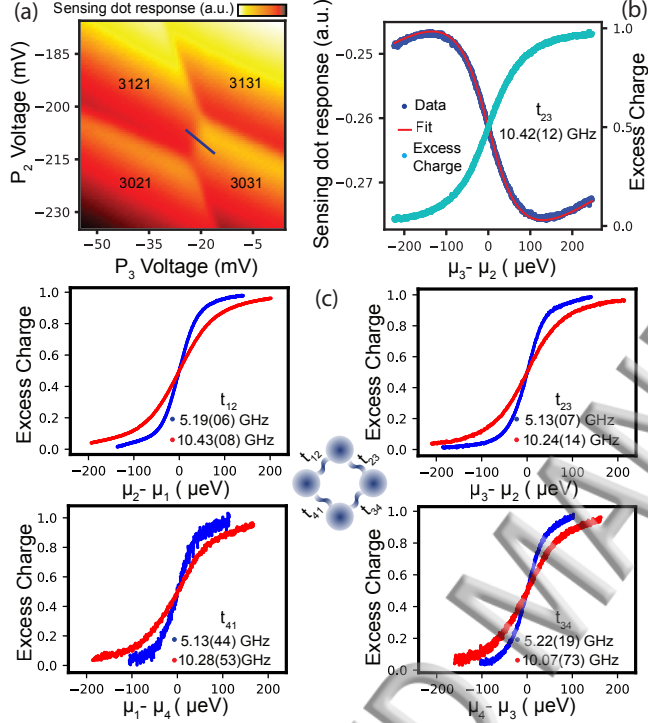 (a)
Sensing dot response (a.u.)
P2 Voltage (mV)
−185
−200
−215
−230
3121
3131
3021
3031
−50
−35
−20
−5
P3 Voltage (mV)
(b)
Sensing dot response (a.u.)
−0.25
−0.26
−0.27
Data
Fit
Excess
Charge
t23
10.42(12) GHz
1.0
0.5
0.0
Excess Charge
−200
−100
0
100
200
μ3- μ2 ( μeV)
(c)
Excess Charge
1.0
0.8
0.6
0.4
0.2
0.0
t12
5.19(06) GHz
10.43(08) GHz
−200
−100
0
100
200
μ2- μ1 ( μeV)
Excess Charge
1.0
0.8
0.6
0.4
0.2
0.0
t23
5.13(07) GHz
10.24(14) GHz
−200
−100
0
100
200
μ3- μ2 ( μeV)
t12
t23
t41
t34
Excess Charge
1.0
0.8
0.6
0.4
0.2
0.0
t41
5.13(44) GHz
10.28(53)GHz
−200
−100
0
100
200
μ1- μ4 ( μeV)
Excess Charge
1.0
0.8
0.6
0.4
0.2
0.0
t34
5.22(19) GHz
10.07(73) GHz
−200
−100
0
100
200
μ4- μ3 ( μeV)